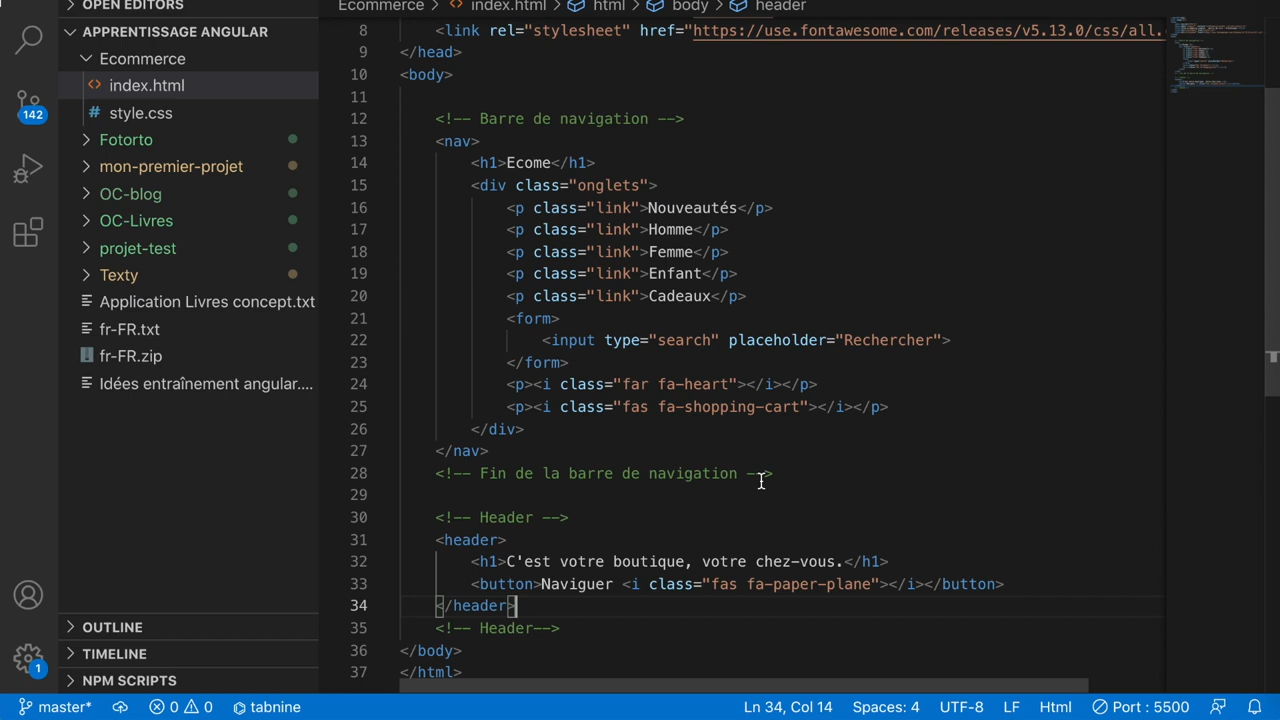 OPEN EDITORS
Ecommerce > index.html > html > body > header
APPRENTISSAGE ANGULAR
Ecommerce
index.html
style.css
Fotorto
mon-premier-projet
OC-blog
OC-Livres
projet-test
Texty
Application Livres concept.txt
fr-FR.txt
fr-FR.zip
Idées entraînement angular....
OUTLINE
TIMELINE
NPM SCRIPTS
142
1
8 <link rel="stylesheet" href="https://use.fontawesome.com/releases/v5.13.0/css/all.
9 </head>
10 <body>
11
12 <!-- Barre de navigation -->
13 <nav>
14 <h1>Ecome</h1>
15 <div class="onglets">
16 <p class="link">Nouveautés</p>
17 <p class="link">Homme</p>
18 <p class="link">Femme</p>
19 <p class="link">Enfant</p>
20 <p class="link">Cadeaux</p>
21 <form>
22 <input type="search" placeholder="Rechercher">
23 </form>
24 <p><i class="far fa-heart"></i></p>
25 <p><i class="fas fa-shopping-cart"></i></p>
26 </div>
27 </nav>
28 <!-- Fin de la barre de navigation -->
29
30 <!-- Header -->
31 <header>
32 <h1>C'est votre boutique, votre chez-vous.</h1>
33 <button>Naviguer <i class="fas fa-paper-plane"></i></button>
34 </header>
35 <!-- Header-->
36 </body>
37 </html>
master* 0 0 tabnine Ln 34, Col 14 Spaces: 4 UTF-8 LF Html Port : 5500